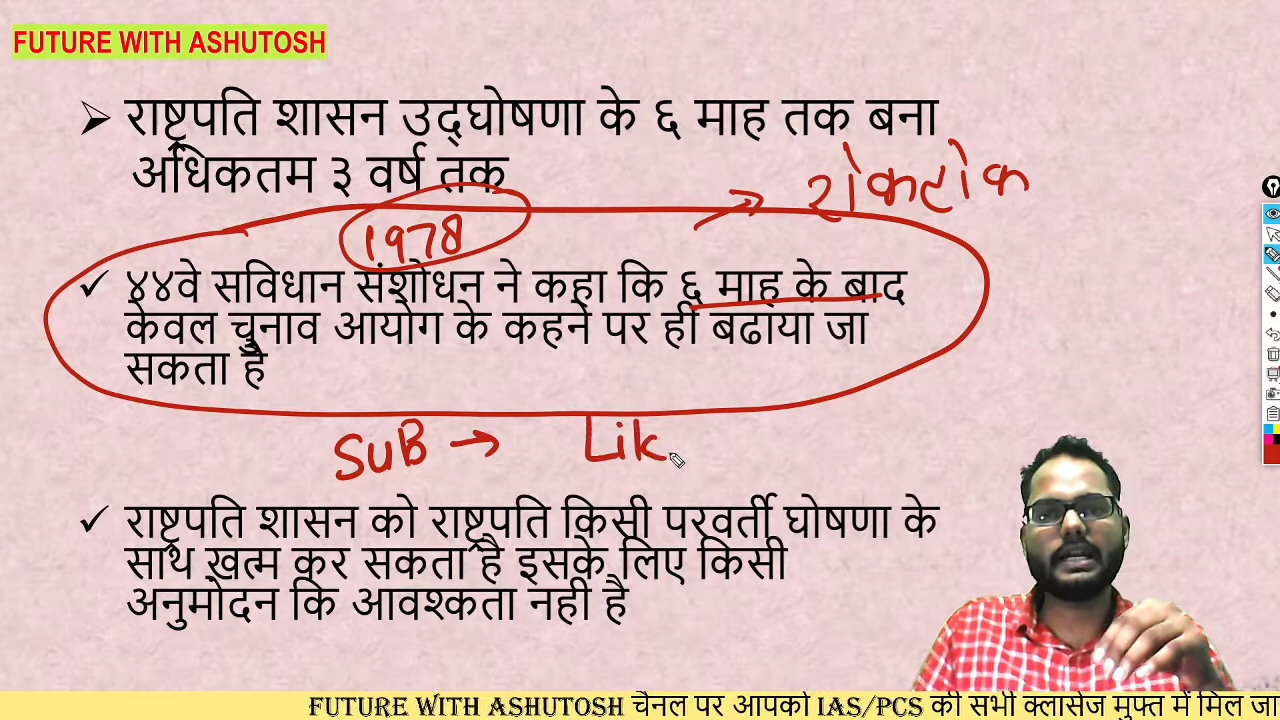 FUTURE WITH ASHUTOSH
राष्ट्रपति शासन उद्घोषणा के ६ माह तक बना
अधिकतम ३ वर्ष तक
रोकटोक
1978
४४वे सविधान संशोधन ने कहा कि ६ माह के बाद
केवल चुनाव आयोग के कहने पर ही बढाया जा
सकता है
SUB → Lik
राष्ट्रपति शासन को राष्ट्रपति किसी परवर्ती घोषणा के
साथ खत्म कर सकता है इसके लिए किसी
अनुमोदन कि आवश्कता नही है
FUTURE WITH ASHUTOSH चैनल पर आपको IAS/PCS की सभी क्लासेज मुफ्त में मिल जा